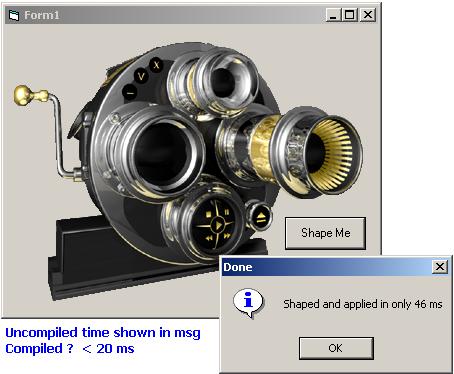 Form1
X
V
Shape Me
Done
Shaped and applied in only 46 ms
OK
Uncompiled time shown in msg
Compiled ? < 20 ms